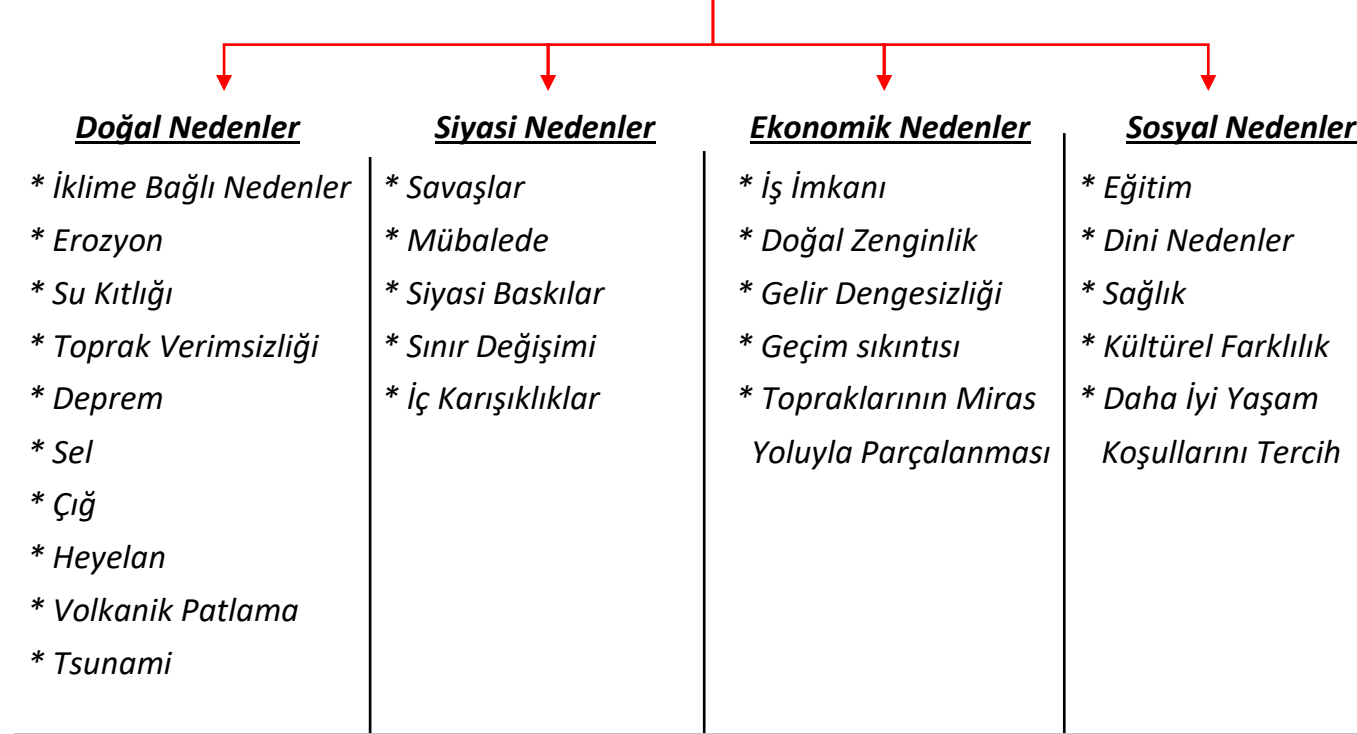 Doğal Nedenler
* İklime Bağlı Nedenler
* Erozyon
* Su Kıtlığı
* Toprak Verimsizliği
* Deprem
* Sel
* Çığ
* Heyelan
* Volkanik Patlama
* Tsunami
Siyasi Nedenler
* Savaşlar
* Mübalede
* Siyasi Baskılar
* Sınır Değişimi
* İç Karışıklıklar
Ekonomik Nedenler
* İş İmkanı
* Doğal Zenginlik
* Gelir Dengesizliği
* Geçim sıkıntısı
* Topraklarının Miras
Yoluyla Parçalanması
Sosyal Nedenler
* Eğitim
* Dini Nedenler
* Sağlık
* Kültürel Farklılık
* Daha İyi Yaşam
Koşullarını Tercih